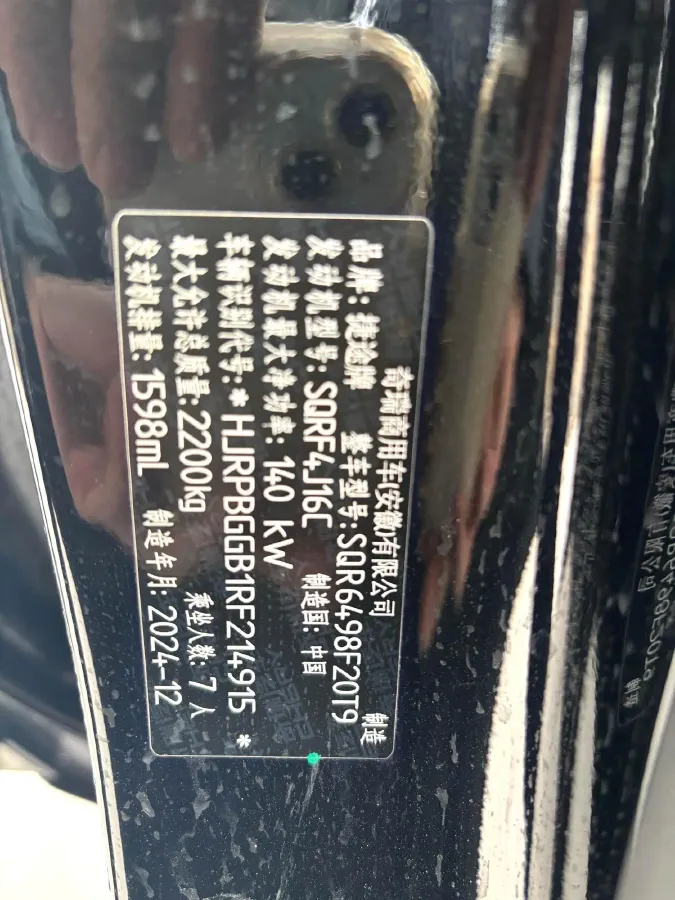 奇瑞商用车(安徽)有限公司 制造
品牌: 捷途牌 整车型号: SQR6498F20T9
发动机型号: SQRF4J16C 制造国: 中国
发动机最大净功率: 140 kW
车辆识别代号: * HJRPBGGB1RF214915 *
最大允许总质量: 2200kg 乘坐人数: 7 人
发动机排量: 1598mL 制造年月: 2024-12